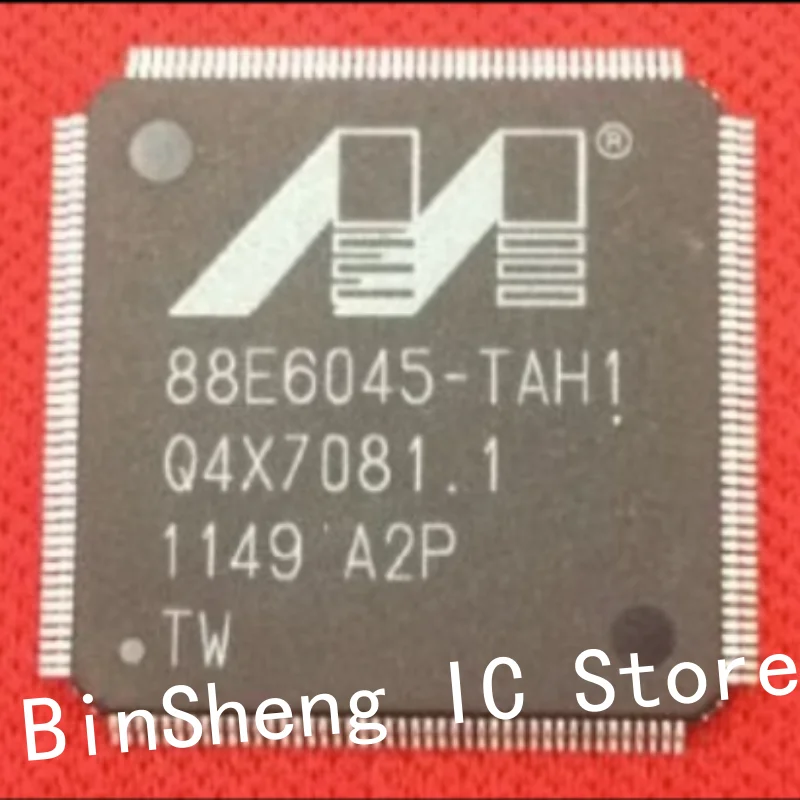 ®
88E6045-TAH1
Q4X7081.1
1149 A2P
TW
BinSheng IC Store